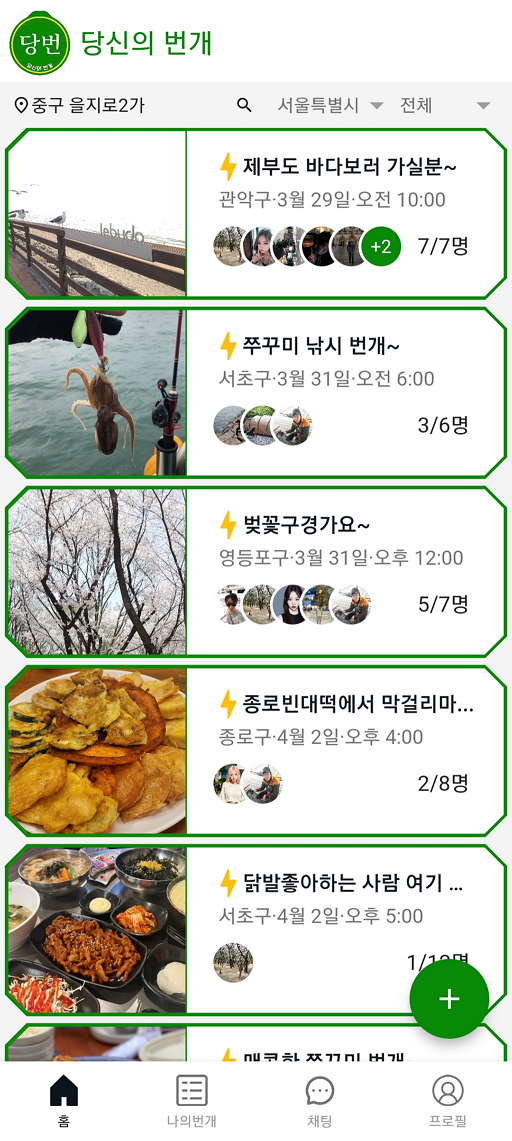 당번
당신의 번개
당신의 번개
중구 을지로2가
서울특별시
전체
제부도 바다보러 가실분~
관악구·3월 29일·오전 10:00
+2
7/7명
쭈꾸미 낚시 번개~
서초구·3월 31일·오전 6:00
3/6명
벚꽃구경가요~
영등포구·3월 31일·오후 12:00
5/7명
종로빈대떡에서 막걸리마...
종로구·4월 2일·오후 4:00
2/8명
닭발좋아하는 사람 여기 ...
서초구·4월 2일·오후 5:00
+
홈
나의번개
채팅
프로필